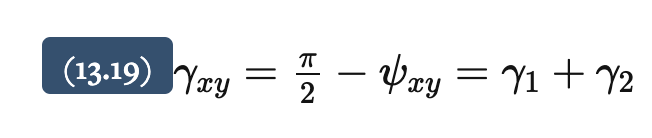 (13.19) γ_xy = π/2 − ψ_xy = γ_1 + γ_2